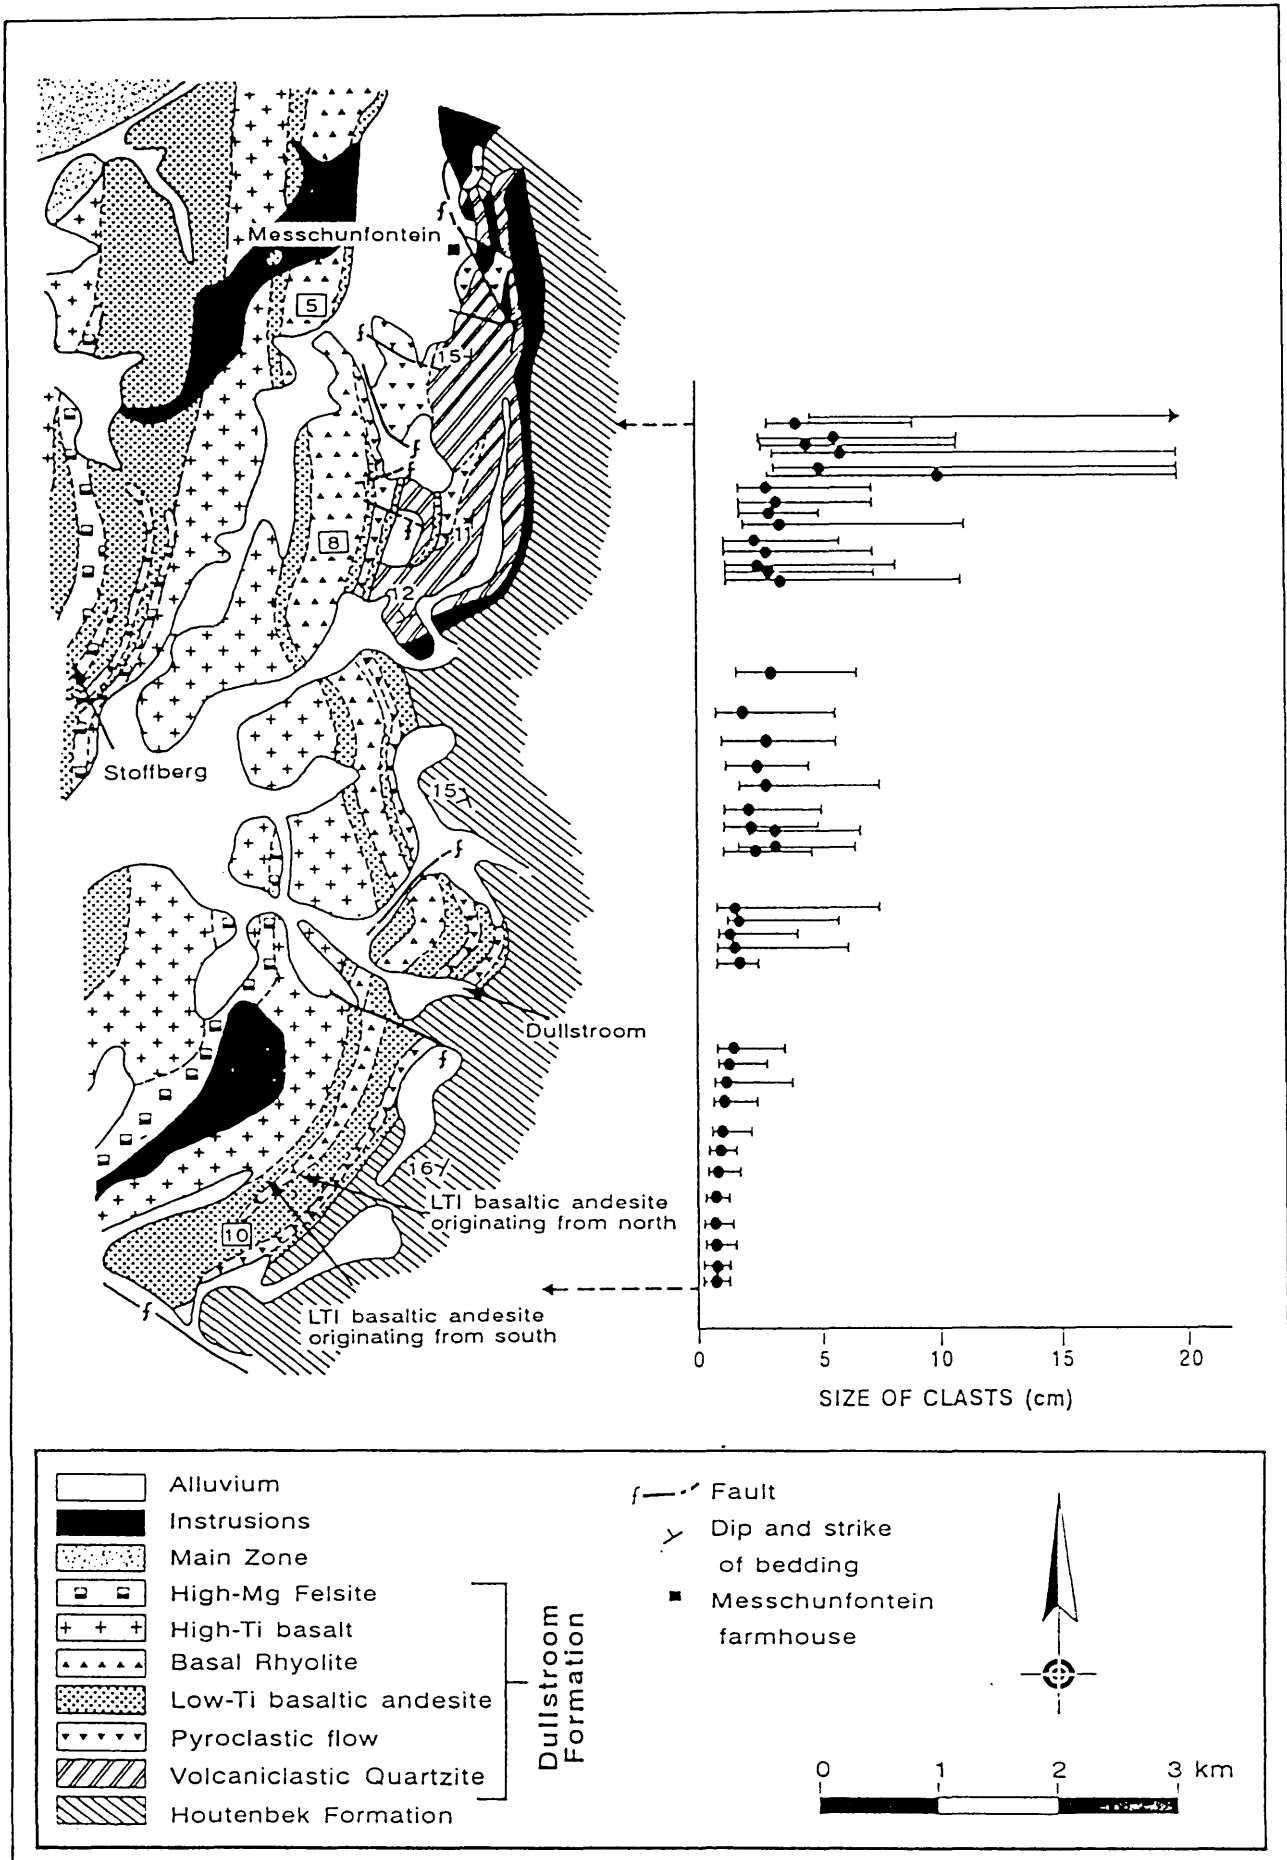 Messchunfontein
5
15
8
11
12
Stoffberg
15
Dullstroom
16
LTI basaltic andesite
originating from north
10
LTI basaltic andesite
originating from south
f
f
f
f
f
f
f
0 5 10 15 20
SIZE OF CLASTS (cm)
Alluvium
Instrusions
Main Zone
High-Mg Felsite
High-Ti basalt
Basal Rhyolite
Low-Ti basaltic andesite
Pyroclastic flow
Volcaniclastic Quartzite
Houtenbek Formation
Dullstroom
Formation
f Fault
Dip and strike
of bedding
Messchunfontein
farmhouse
0 1 2 3 km